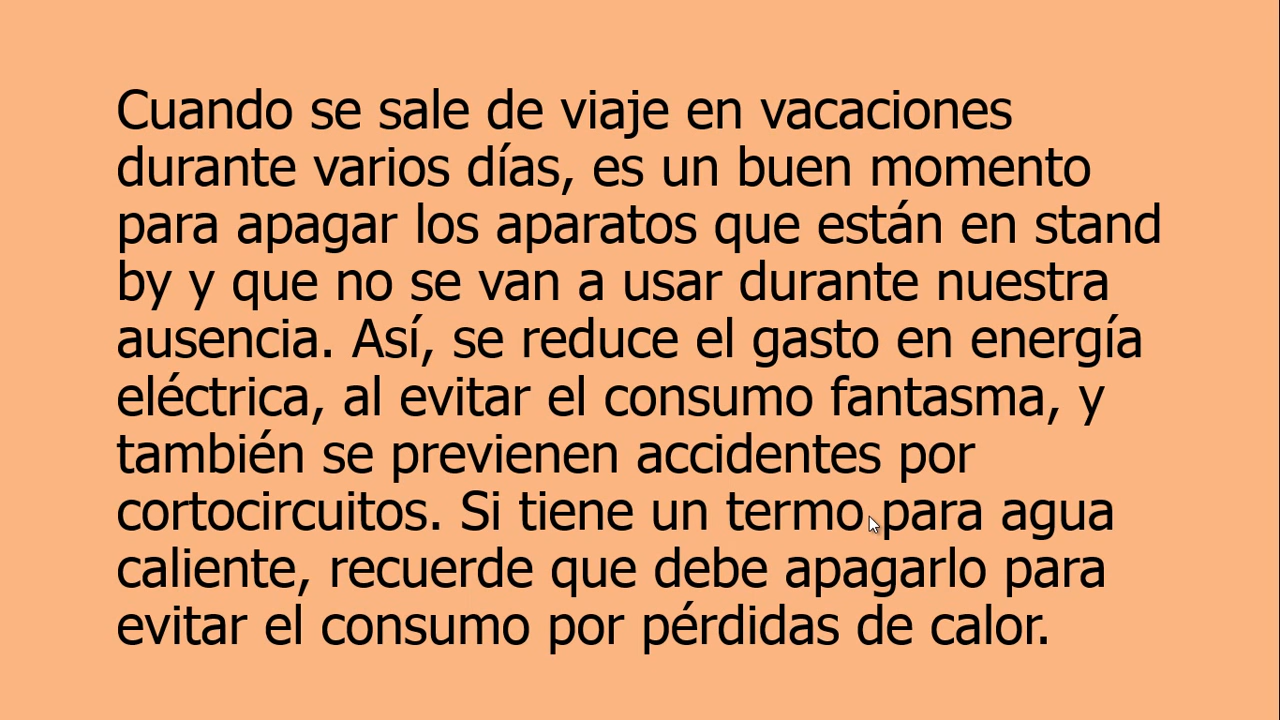 Cuando se sale de viaje en vacaciones
durante varios días, es un buen momento
para apagar los aparatos que están en stand
by y que no se van a usar durante nuestra
ausencia. Así, se reduce el gasto en energía
eléctrica, al evitar el consumo fantasma, y
también se previenen accidentes por
cortocircuitos. Si tiene un termo para agua
caliente, recuerde que debe apagarlo para
evitar el consumo por pérdidas de calor.